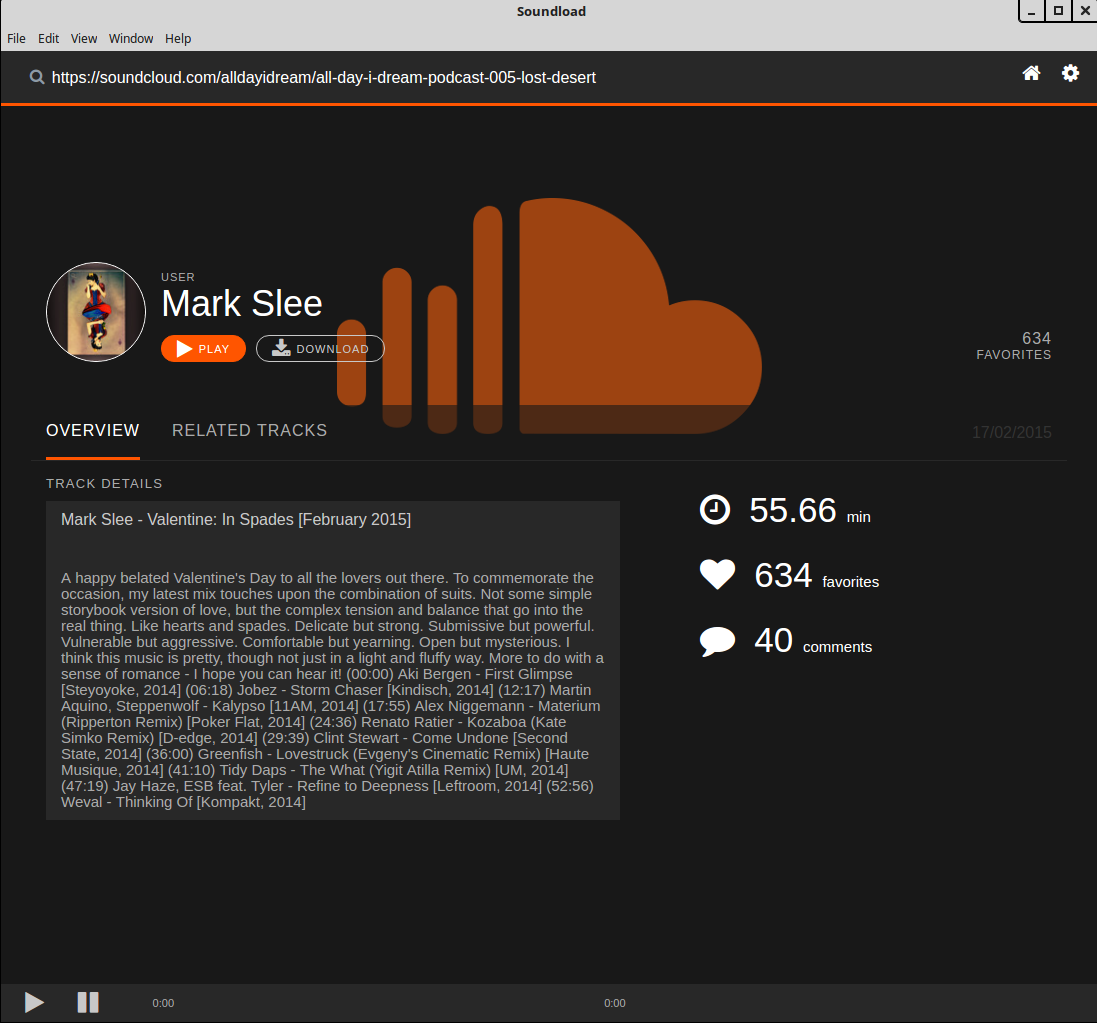 Soundload
File Edit View Window Help
https://soundcloud.com/alldayidream/all-day-i-dream-podcast-005-lost-desert
USER
Mark Slee
PLAY DOWNLOAD
634
FAVORITES
OVERVIEW RELATED TRACKS
17/02/2015
TRACK DETAILS
Mark Slee - Valentine: In Spades [February 2015]
A happy belated Valentine's Day to all the lovers out there. To commemorate the
occasion, my latest mix touches upon the combination of suits. Not some simple
storybook version of love, but the complex tension and balance that go into the
real thing. Like hearts and spades. Delicate but strong. Submissive but powerful.
Vulnerable but aggressive. Comfortable but yearning. Open but mysterious. I
think this music is pretty, though not just in a light and fluffy way. More to do with a
sense of romance - I hope you can hear it! (00:00) Aki Bergen - First Glimpse
[Steyoyoke, 2014] (06:18) Jobez - Storm Chaser [Kindisch, 2014] (12:17) Martin
Aquino, Steppenwolf - Kalypso [11AM, 2014] (17:55) Alex Niggemann - Materium
(Ripperton Remix) [Poker Flat, 2014] (24:36) Renato Ratier - Kozaboa (Kate
Simko Remix) [D-edge, 2014] (29:39) Clint Stewart - Come Undone [Second
State, 2014] (36:00) Greenfish - Lovestruck (Evgeny's Cinematic Remix) [Haute
Musique, 2014] (41:10) Tidy Daps - The What (Yigit Atilla Remix) [UM, 2014]
(47:19) Jay Haze, ESB feat. Tyler - Refine to Deepness [Leftroom, 2014] (52:56)
Weval - Thinking Of [Kompakt, 2014]
55.66 min
634 favorites
40 comments
0:00 0:00